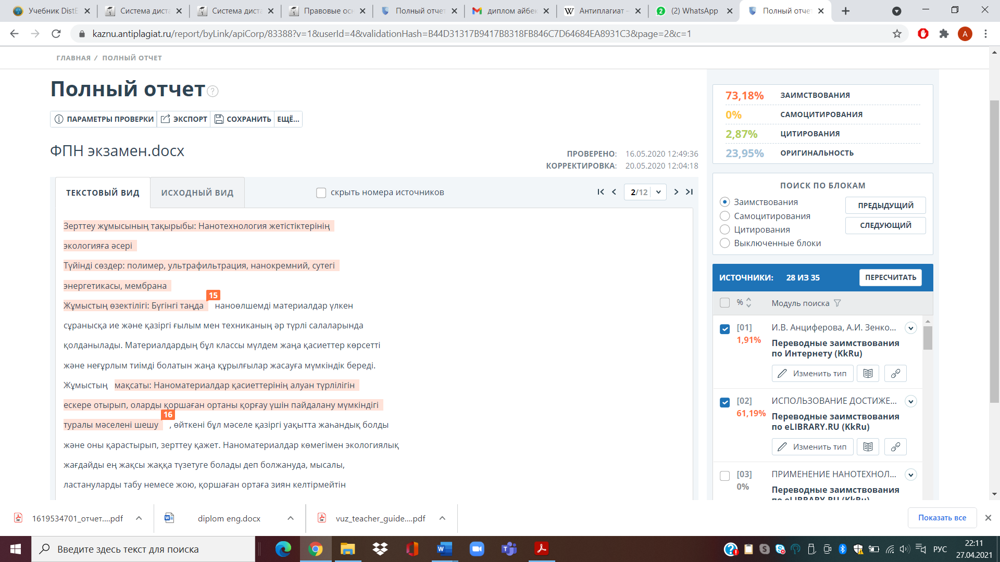 Учебник DistE
Система диста
Система диста
Правовые осн
Полный отчет
диплом айбек
Антиплагиат –
(2) WhatsApp
Полный отчет
kaznu.antiplagiat.ru/report/byLink/apiCorp/83388?v=1&userId=4&validationHash=B44D31317B9417B8318FB846C7D64684EA8931C3&page=2&c=1
A
ГЛАВНАЯ / ПОЛНЫЙ ОТЧЕТ
Полный отчет ?
ПАРАМЕТРЫ ПРОВЕРКИ ЭКСПОРТ СОХРАНИТЬ ЕЩЁ...
ФПН экзамен.docx
ПРОВЕРЕНО: 16.05.2020 12:49:36
КОРРЕКТИРОВКА: 20.05.2020 12:04:18
ТЕКСТОВЫЙ ВИД ИСХОДНЫЙ ВИД скрыть номера источников 2/12
Зерттеу жұмысының тақырыбы: Нанотехнология жетістіктерінің
экологияға әсері
Түйінді сөздер: полимер, ультрафильтрация, нанокремний, сутегі
энергетикасы, мембрана
15
Жұмыстың өзектілігі: Бүгінгі таңда наноөлшемді материалдар үлкен
сұранысқа ие және қазіргі ғылым мен техниканың әр түрлі салаларында
қолданылады. Материалдардың бұл классы мүлдем жаңа қасиеттер көрсетті
және неғұрлым тиімді болатын жаңа құрылғылар жасауға мүмкіндік береді.
Жұмыстың мақсаты: Наноматериалдар қасиеттерінің алуан түрлілігін
ескере отырып, оларды қоршаған ортаны қорғау үшін пайдалану мүмкіндігі
16
туралы мәселені шешу , өйткені бұл мәселе қазіргі уақытта жаһандық болды
және оны қарастырып, зерттеу қажет. Наноматериалдар көмегімен экологиялық
жағдайды ең жақсы жаққа түзетуге болады деп болжануда, мысалы,
ластануларды табу немесе жою, қоршаған ортаға зиян келтірмейтін
73,18% ЗАИМСТВОВАНИЯ
0% САМОЦИТИРОВАНИЯ
2,87% ЦИТИРОВАНИЯ
23,95% ОРИГИНАЛЬНОСТЬ
ПОИСК ПО БЛОКАМ
Заимствования
Самоцитирования
Цитирования
Выключенные блоки
ПРЕДЫДУЩИЙ
СЛЕДУЮЩИЙ
ИСТОЧНИКИ: 28 ИЗ 35 ПЕРЕСЧИТАТЬ
% Модуль поиска
[01] И.В. Анциферова, А.И. Зенко...
1,91% Переводные заимствования
по Интернету (KkRu)
Изменить тип
[02] ИСПОЛЬЗОВАНИЕ ДОСТИЖЕ...
61,19% Переводные заимствования
по eLIBRARY.RU (KkRu)
Изменить тип
[03] ПРИМЕНЕНИЕ НАНОТЕХНОЛ...
0% Переводные заимствования
по eLIBRARY.RU (KkRu)
1619534701_отчет....pdf
diplom eng.docx
vuz_teacher_guide....pdf
Показать все
Введите здесь текст для поиска
РУС
22:11
27.04.2021